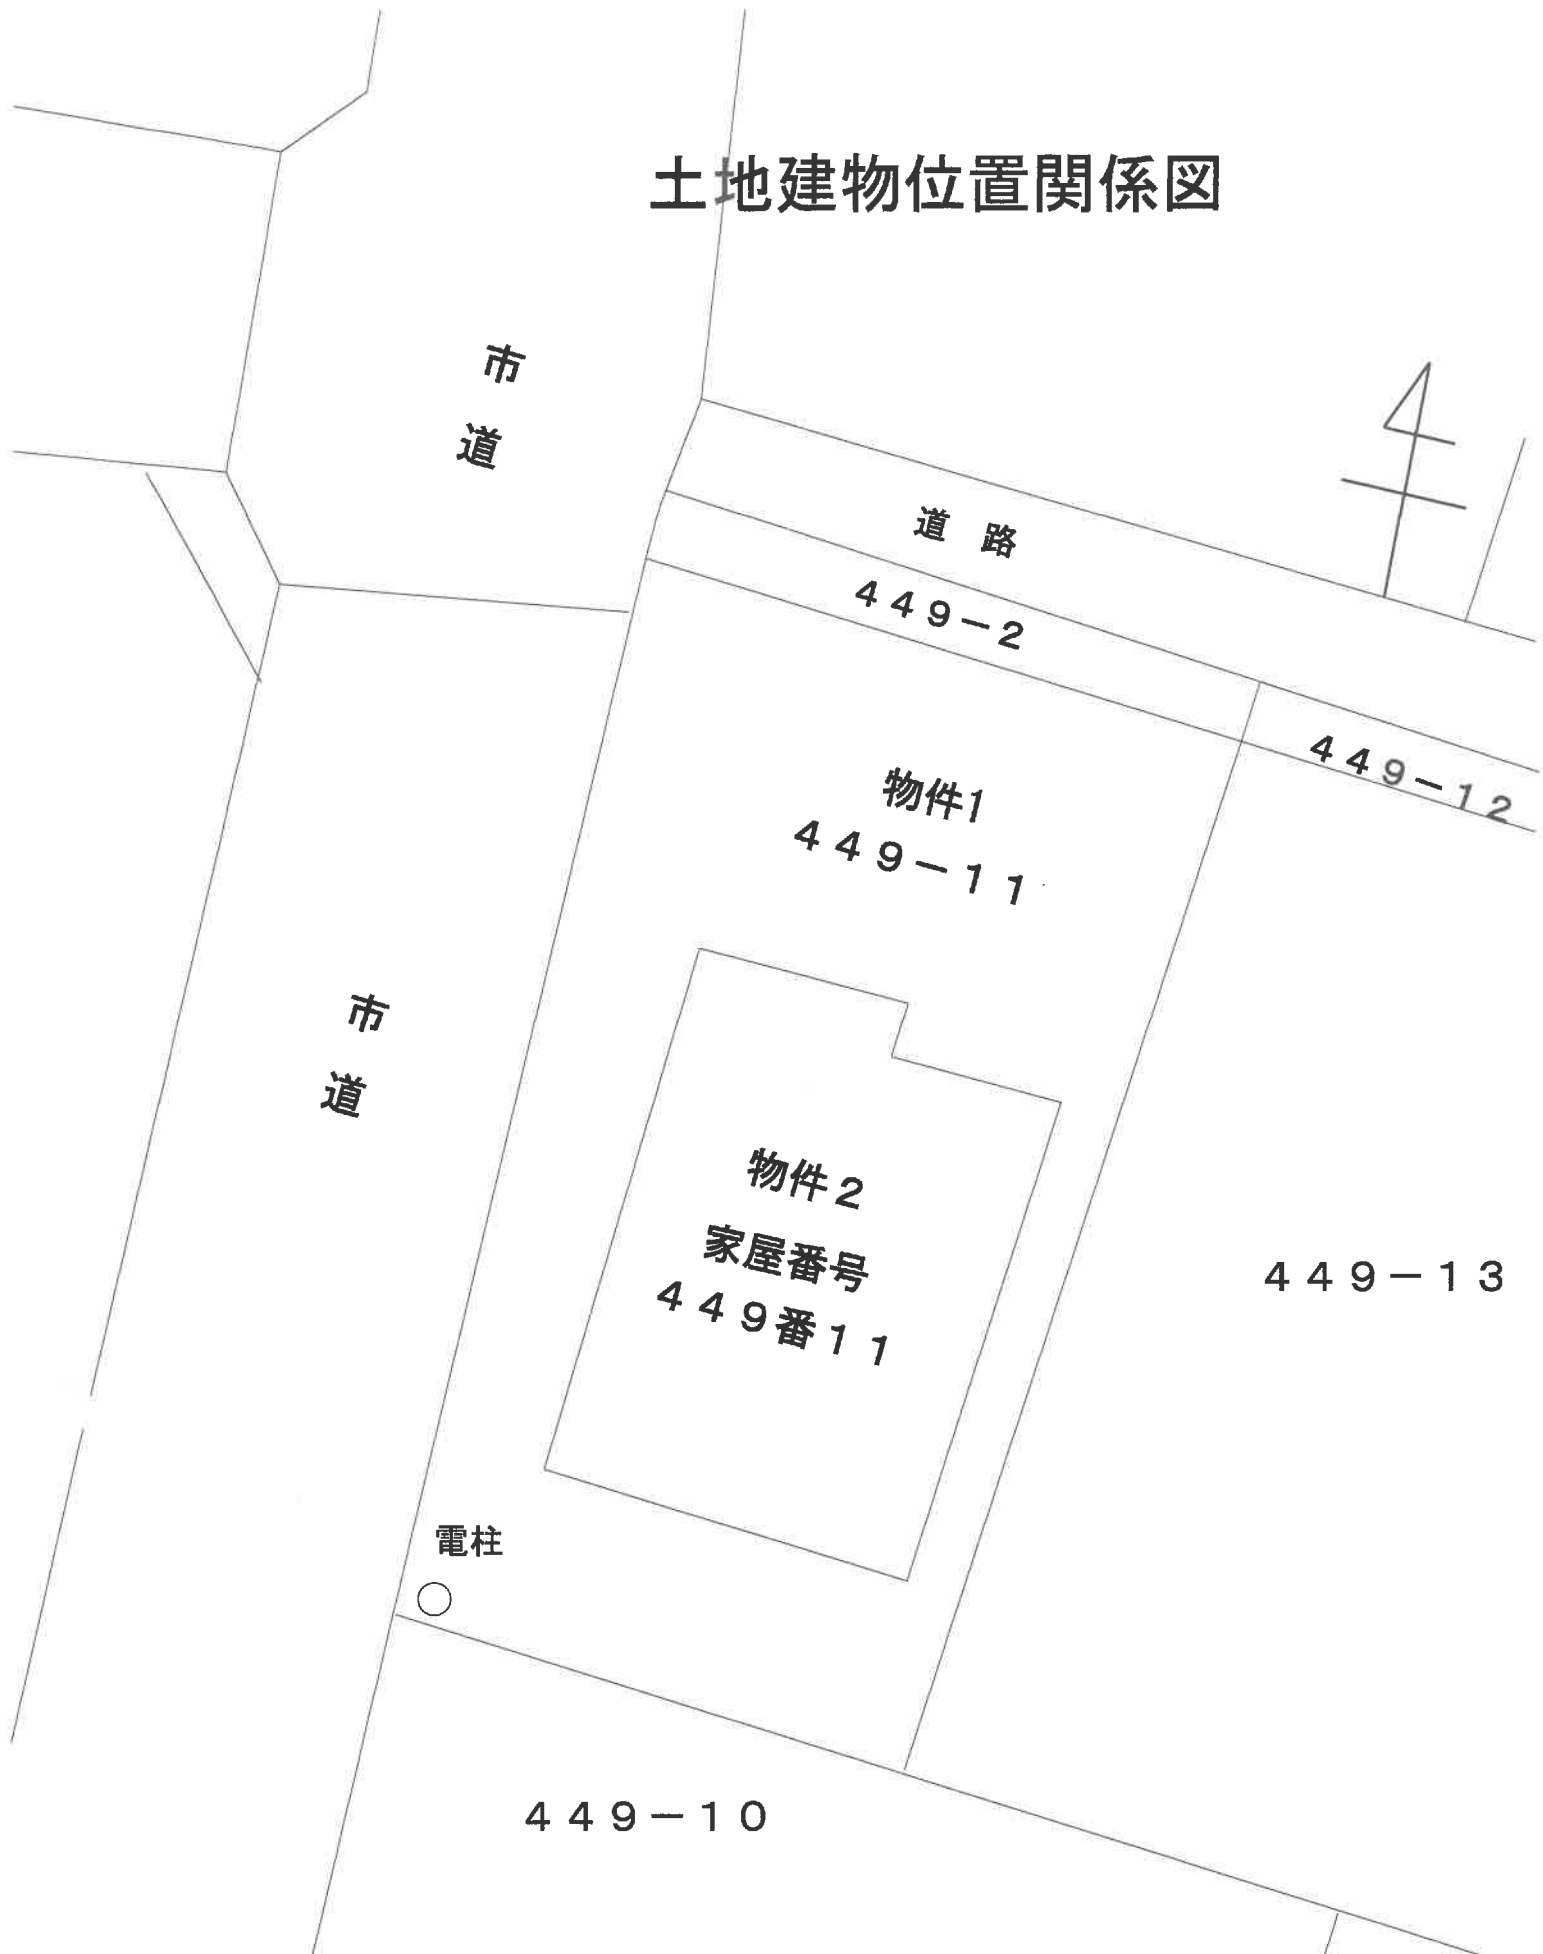 土地建物位置関係図
市
道
道 路
449-2
449-12
物件1
449-11
市
道
物件2
家屋番号
449番11
449-13
電柱
449-10